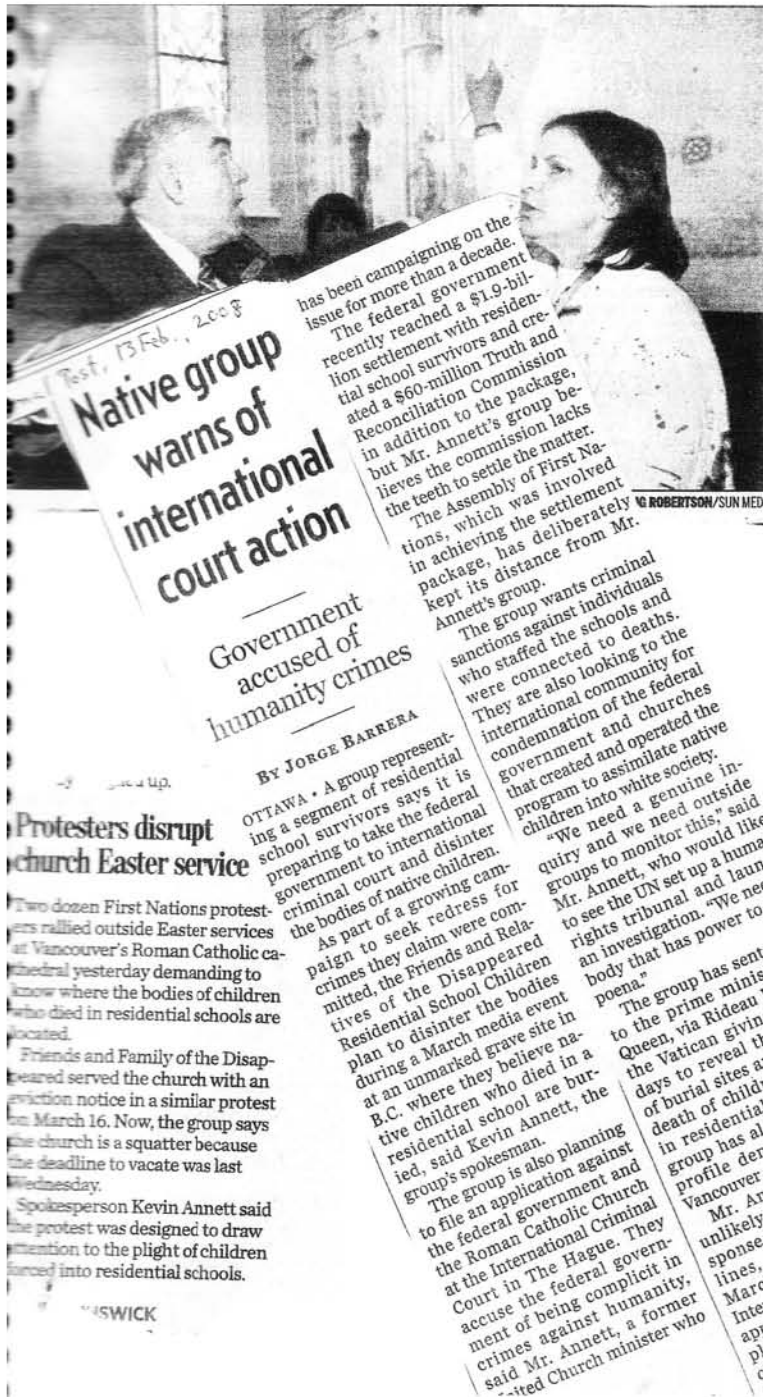 Post, 13 Feb., 2008
Native group
warns of
international
court action
Government
accused of
humanity crimes
BY JORGE BARRERA
OTTAWA • A group represent-
ing a segment of residential
school survivors says it is
preparing to take the federal
government to international
criminal court and disinter
the bodies of native children.
As part of a growing cam-
paign to seek redress for
crimes they claim were com-
mitted, the Friends and Rela-
tives of the Disappeared
Residential School Children
plan to disinter the bodies
during a March media event
at an unmarked grave site in
B.C. where they believe na-
tive children who died in a
residential school are bur-
ied, said Kevin Annett, the
group's spokesman.
The group is also planning
to file an application against
the federal government and
the Roman Catholic Church
at the International Criminal
Court in The Hague. They
accuse the federal govern-
ment of being complicit in
crimes against humanity,
said Mr. Annett, a former
ited Church minister who
has been campaigning on the
issue for more than a decade.
The federal government
recently reached a $1.9-bil-
lion settlement with residen-
tial school survivors and cre-
ated a $60-million Truth and
Reconciliation Commission
in addition to the package,
but Mr. Annett's group be-
lieves the commission lacks
the teeth to settle the matter.
The Assembly of First Na-
tions, which was involved
in achieving the settlement
package, has deliberately
kept its distance from Mr.
Annett's group.
The group wants criminal
sanctions against individuals
who staffed the schools and
were connected to deaths.
They are also looking to the
international community for
condemnation of the federal
government and churches
that created and operated the
program to assimilate native
children into white society.
"We need a genuine in-
quiry and we need outside
groups to monitor this," said
Mr. Annett, who would like
to see the UN set up a huma
rights tribunal and laun
an investigation. "We nee
body that has power to
poena."
The group has sent
to the prime minis
Queen, via Rideau
the Vatican givin
days to reveal th
of burial sites a
death of childr
in residential
group has al
profile der
Vancouver
Mr. An
unlikely
sponse
lines,
Marc
Inte
app
pl
G ROBERTSON/SUN MED
up.
Protesters disrupt
church Easter service
Two dozen First Nations protest-
ers rallied outside Easter services
at Vancouver's Roman Catholic ca-
thedral yesterday demanding to
know where the bodies of children
who died in residential schools are
located.
Friends and Family of the Disap-
peared served the church with an
eviction notice in a similar protest
on March 16. Now, the group says
the church is a squatter because
the deadline to vacate was last
Wednesday.
Spokesperson Kevin Annett said
the protest was designed to draw
attention to the plight of children
forced into residential schools.
NSWICK